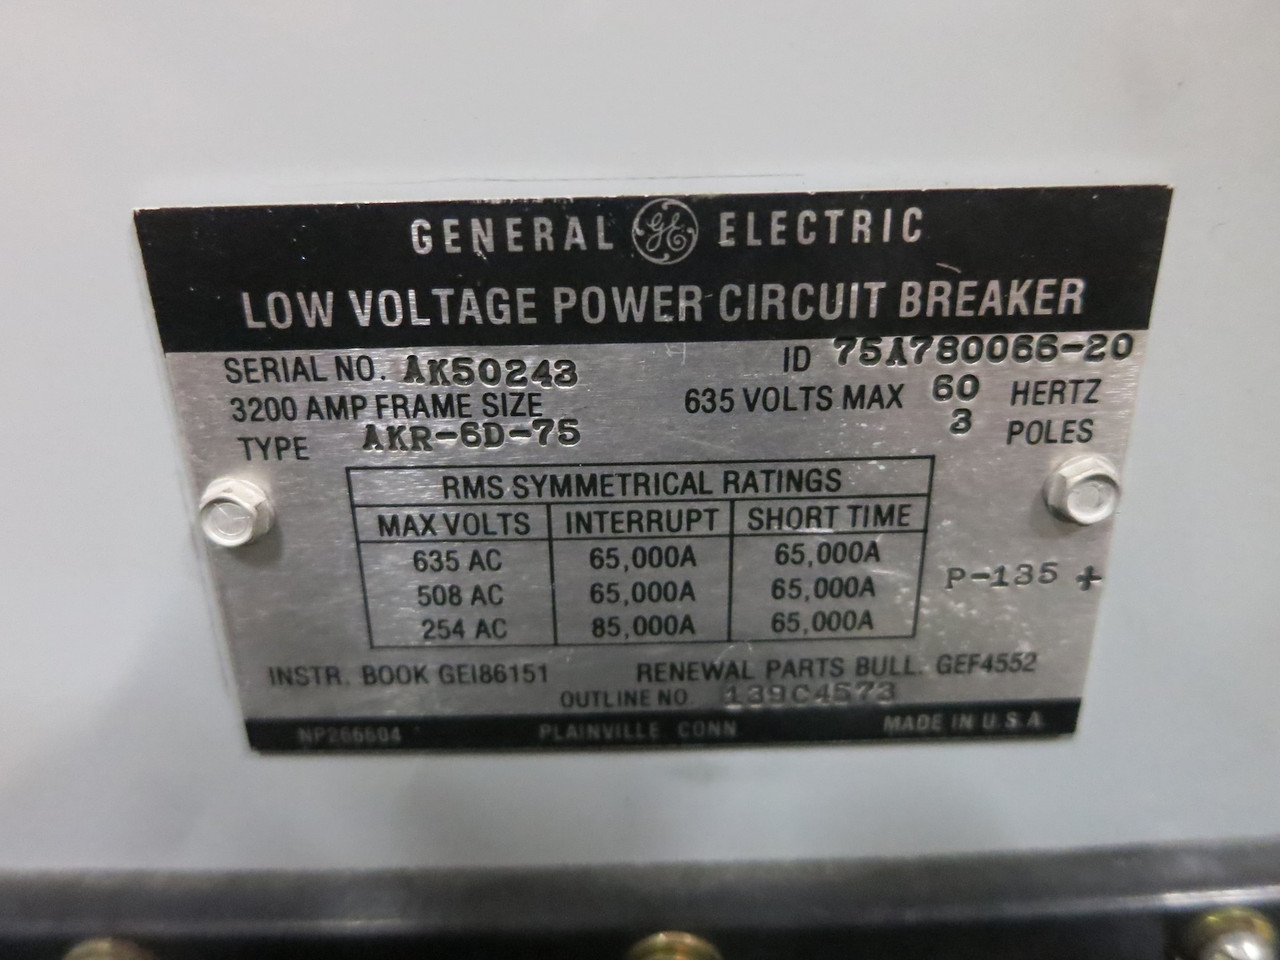 GENERAL GE ELECTRIC
LOW VOLTAGE POWER CIRCUIT BREAKER
SERIAL NO. AK50243 ID 75A780066-20
3200 AMP FRAME SIZE 635 VOLTS MAX 60 HERTZ
TYPE AKR-6D-75 3 POLES
RMS SYMMETRICAL RATINGS
MAX VOLTS INTERRUPT SHORT TIME
635 AC 65,000A 65,000A
508 AC 65,000A 65,000A
254 AC 85,000A 65,000A
P-135 +
INSTR. BOOK GEI86151 RENEWAL PARTS BULL. GEF4552
OUTLINE NO. 139C4573
NP266604 PLAINVILLE CONN MADE IN U.S.A